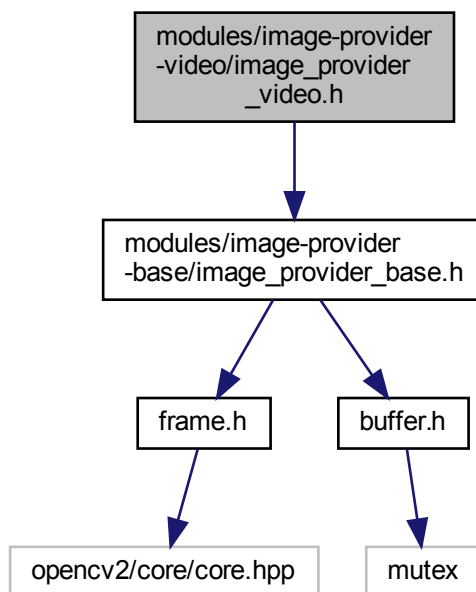 modules/image-provider
-video/image_provider
_video.h
modules/image-provider
-base/image_provider_base.h
frame.h
buffer.h
opencv2/core/core.hpp
mutex